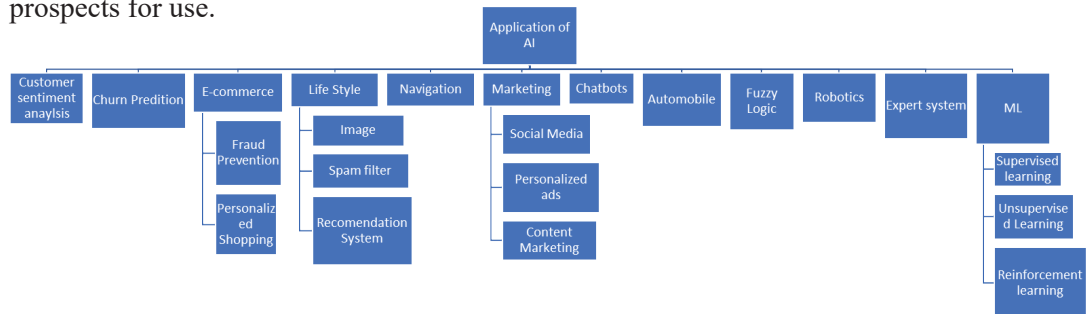 prospects for use.
Application of
AI
Customer
sentiment
anaylsis
Churn Predition
E-commerce
Fraud
Prevention
Personaliz
ed
Shopping
Life Style
Image
Spam filter
Recomendation
System
Navigation
Marketing
Social Media
Personalized
ads
Content
Marketing
Chatbots
Automobile
Fuzzy
Logic
Robotics
Expert system
ML
Supervised
learning
Unsupervise
d Learning
Reinforcement
learning